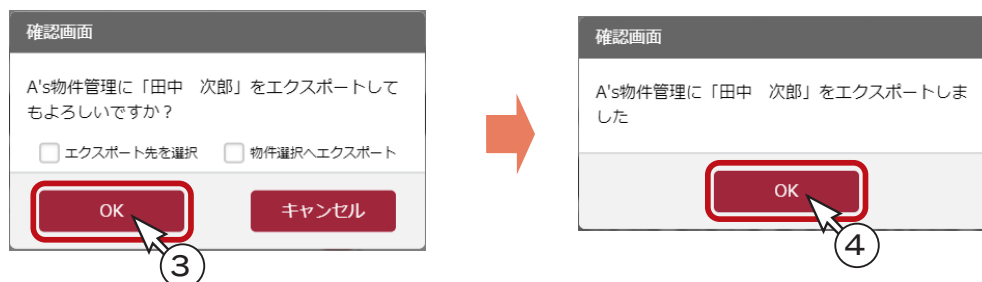 確認画面
A's物件管理に「田中　次郎」をエクスポートして
もよろしいですか？
エクスポート先を選択 物件選択へエクスポート
OK キャンセル
③
確認画面
A's物件管理に「田中　次郎」をエクスポートしま
した
OK
④